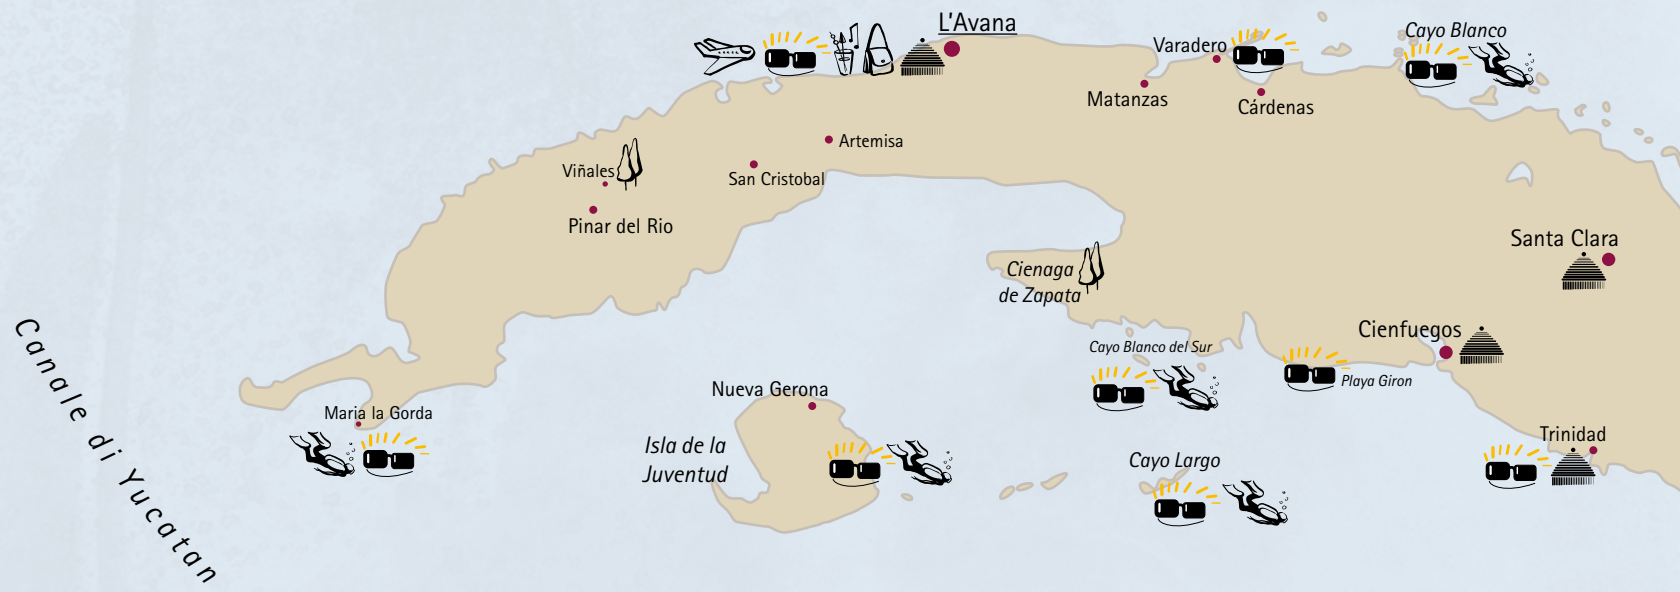 L'Avana
Cayo Blanco
Varadero
Matanzas
Cárdenas
Artemisa
Viñales
San Cristobal
Pinar del Rio
Santa Clara
Cienaga
de Zapata
Cienfuegos
Canale di Yucatan
Cayo Blanco del Sur
Playa Giron
Nueva Gerona
Maria la Gorda
Isla de la
Juventud
Trinidad
Cayo Largo